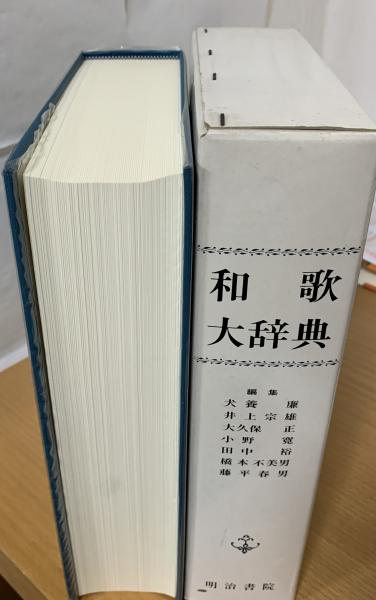 和歌
大辞典
編集
犬養廉
井上宗雄
大久保正
小野寛
田中裕
橋本不美男
藤平春男
明治書院